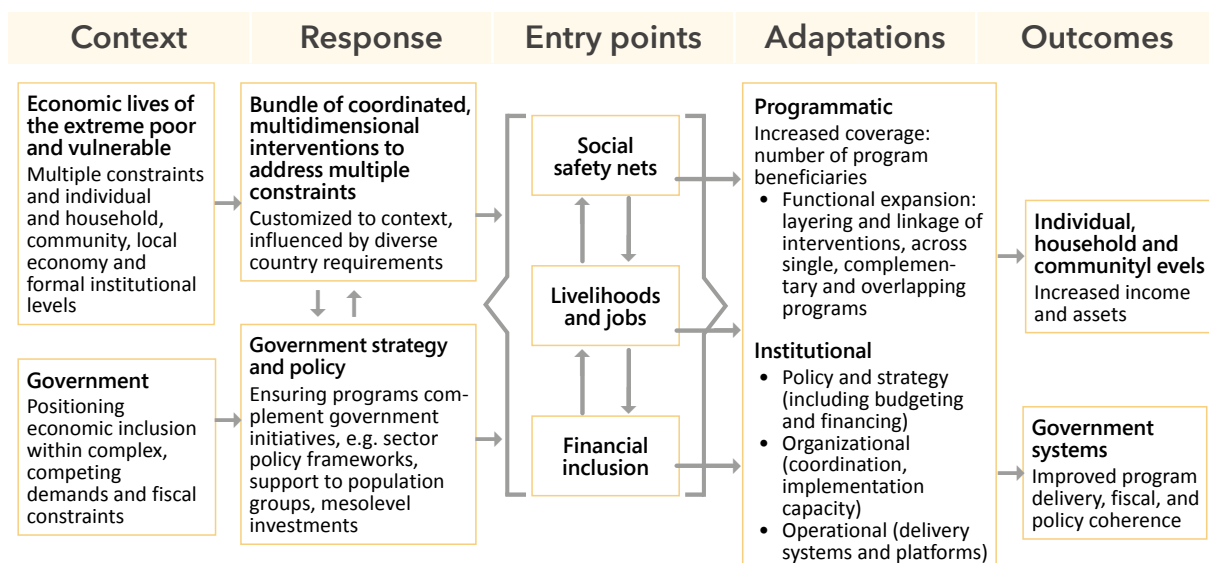 Context
Response
Entry points
Adaptations
Outcomes
Economic lives of
the extreme poor
and vulnerable
Multiple constraints
and individual
and household,
community, local
economy and
formal institutional
levels
Government
Positioning
economic inclusion
within complex,
competing
demands and fiscal
constraints
Bundle of coordinated,
multidimensional
interventions to
address multiple
constraints
Customized to context,
influenced by diverse
country requirements
Government strategy
and policy
Ensuring programs com-
plement government
initiatives, e.g. sector
policy frameworks,
support to population
groups, mesolevel
investments
Social
safety nets
Livelihoods
and jobs
Financial
inclusion
Programmatic
Increased coverage:
number of program
beneficiaries
• Functional expansion:
layering and linkage of
interventions, across
single, complemen-
tary and overlapping
programs
Institutional
• Policy and strategy
(including budgeting
and financing)
• Organizational
(coordination,
implementation
capacity)
• Operational (delivery
systems and platforms)
Individual,
household and
communityl evels
Increased income
and assets
Government
systems
Improved program
delivery, fiscal, and
policy coherence